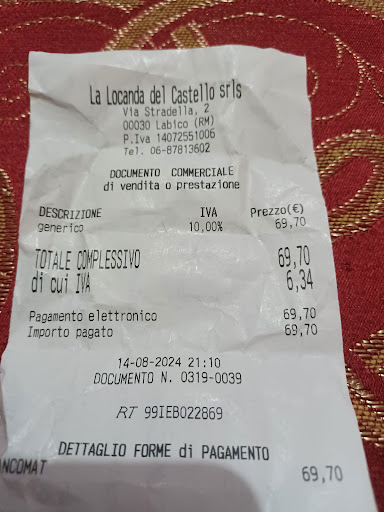 La Locanda del Castello srls
Via Stradella, 2
00030 Labico (RM)
P.Iva 14072551006
Tel. 06-87813602
DOCUMENTO COMMERCIALE
di vendita o prestazione
DESCRIZIONE IVA Prezzo(€)
generico 10,00% 69,70
TOTALE COMPLESSIVO 69,70
di cui IVA 6,34
Pagamento elettronico 69,70
Importo pagato 69,70
14-08-2024 21:10
DOCUMENTO N. 0319-0039
RT 99IEB022869
DETTAGLIO FORME di PAGAMENTO
ANCOMAT 69,70